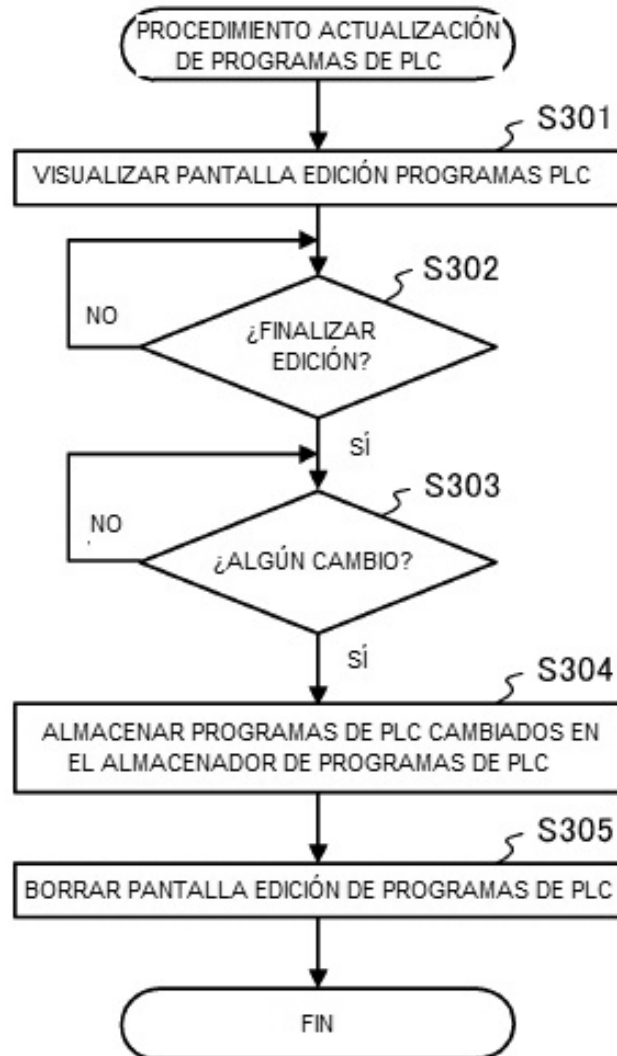 PROCEDIMIENTO ACTUALIZACIÓN
DE PROGRAMAS DE PLC
S301
VISUALIZAR PANTALLA EDICIÓN PROGRAMAS PLC
S302
NO
¿FINALIZAR
EDICIÓN?
SÍ
S303
NO
¿ALGÚN CAMBIO?
SÍ
S304
ALMACENAR PROGRAMAS DE PLC CAMBIADOS EN
EL ALMACENADOR DE PROGRAMAS DE PLC
S305
BORRAR PANTALLA EDICIÓN DE PROGRAMAS DE PLC
FIN